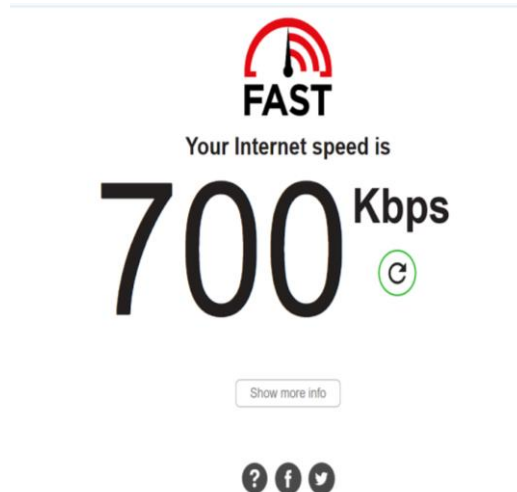 FAST
Your Internet speed is
700 Kbps
Show more info
? f